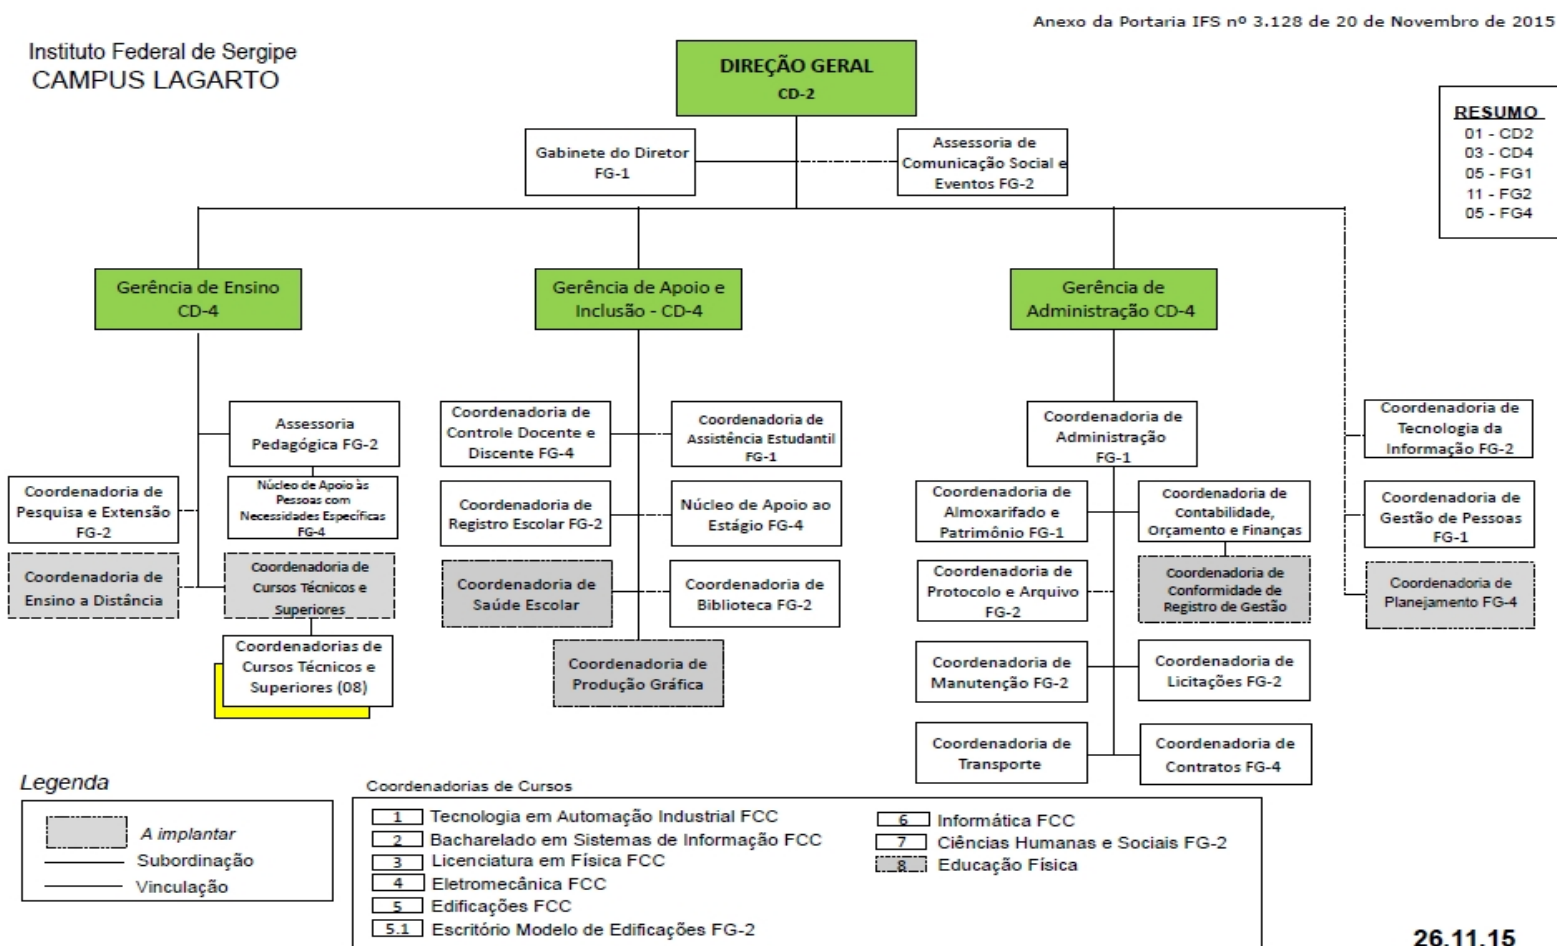 Anexo da Portaria IFS nº 3.128 de 20 de Novembro de 2015
Instituto Federal de Sergipe
CAMPUS LAGARTO
DIREÇÃO GERAL
CD-2
RESUMO
01 - CD2
03 - CD4
05 - FG1
11 - FG2
05 - FG4
Gabinete do Diretor
FG-1
Assessoria de
Comunicação Social e
Eventos FG-2
Gerência de Ensino
CD-4
Gerência de Apoio e
Inclusão - CD-4
Gerência de
Administração CD-4
Assessoria
Pedagógica FG-2
Coordenadoria de
Pesquisa e Extensão
FG-2
Núcleo de Apoio às
Pessoas com
Necessidades Específicas
FG-4
Coordenadoria de
Ensino a Distância
Coordenadoria de
Cursos Técnicos e
Superiores
Coordenadorias de
Cursos Técnicos e
Superiores (08)
Coordenadoria de
Controle Docente e
Discente FG-4
Coordenadoria de
Assistência Estudantil
FG-1
Coordenadoria de
Registro Escolar FG-2
Núcleo de Apoio ao
Estágio FG-4
Coordenadoria de
Saúde Escolar
Coordenadoria de
Biblioteca FG-2
Coordenadoria de
Produção Gráfica
Coordenadoria de
Administração
FG-1
Coordenadoria de
Almoxarifado e
Patrimônio FG-1
Coordenadoria de
Contabilidade,
Orçamento e Finanças
Coordenadoria de
Protocolo e Arquivo
FG-2
Coordenadoria de
Conformidade de
Registro de Gestão
Coordenadoria de
Manutenção FG-2
Coordenadoria de
Licitações FG-2
Coordenadoria de
Transporte
Coordenadoria de
Contratos FG-4
Coordenadoria de
Tecnologia da
Informação FG-2
Coordenadoria de
Gestão de Pessoas
FG-1
Coordenadoria de
Planejamento FG-4
Legenda
A implantar
Subordinação
Vinculação
Coordenadorias de Cursos
1 Tecnologia em Automação Industrial FCC
2 Bacharelado em Sistemas de Informação FCC
3 Licenciatura em Física FCC
4 Eletromecânica FCC
5 Edificações FCC
5.1 Escritório Modelo de Edificações FG-2
6 Informática FCC
7 Ciências Humanas e Sociais FG-2
8 Educação Física
26.11.15